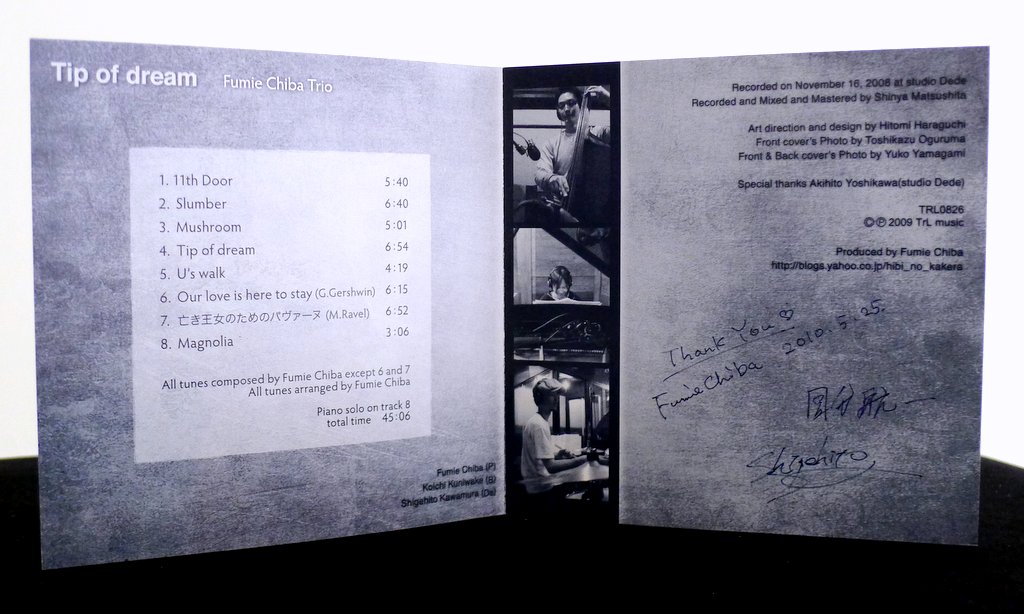 Tip of dream Fumie Chiba Trio
1. 11th Door 5:40
2. Slumber 6:40
3. Mushroom 5:01
4. Tip of dream 6:54
5. U's walk 4:19
6. Our love is here to stay (G.Gershwin) 6:15
7. 亡き王女のためのパヴァーヌ (M.Ravel) 6:52
8. Magnolia 3:06
All tunes composed by Fumie Chiba except 6 and 7
All tunes arranged by Fumie Chiba
Piano solo on track 8
total time 45:06
Fumie Chiba (P)
Koichi Kuniwake (B)
Shigehito Kawamura (Ds)
Recorded on November 16, 2008 at studio Dede
Recorded and Mixed and Mastered by Shinya Matsushita
Art direction and design by Hitomi Haraguchi
Front cover's Photo by Toshikazu Oguruma
Front & Back cover's Photo by Yuko Yamagami
Special thanks Akihito Yoshikawa(studio Dede)
TRL0826
©℗ 2009 TrL music
Produced by Fumie Chiba
http://blogs.yahoo.co.jp/hibi_no_kakera
Thank You ♡
Fumie Chiba 2010. 5. 25.
国分航一
Shigehito